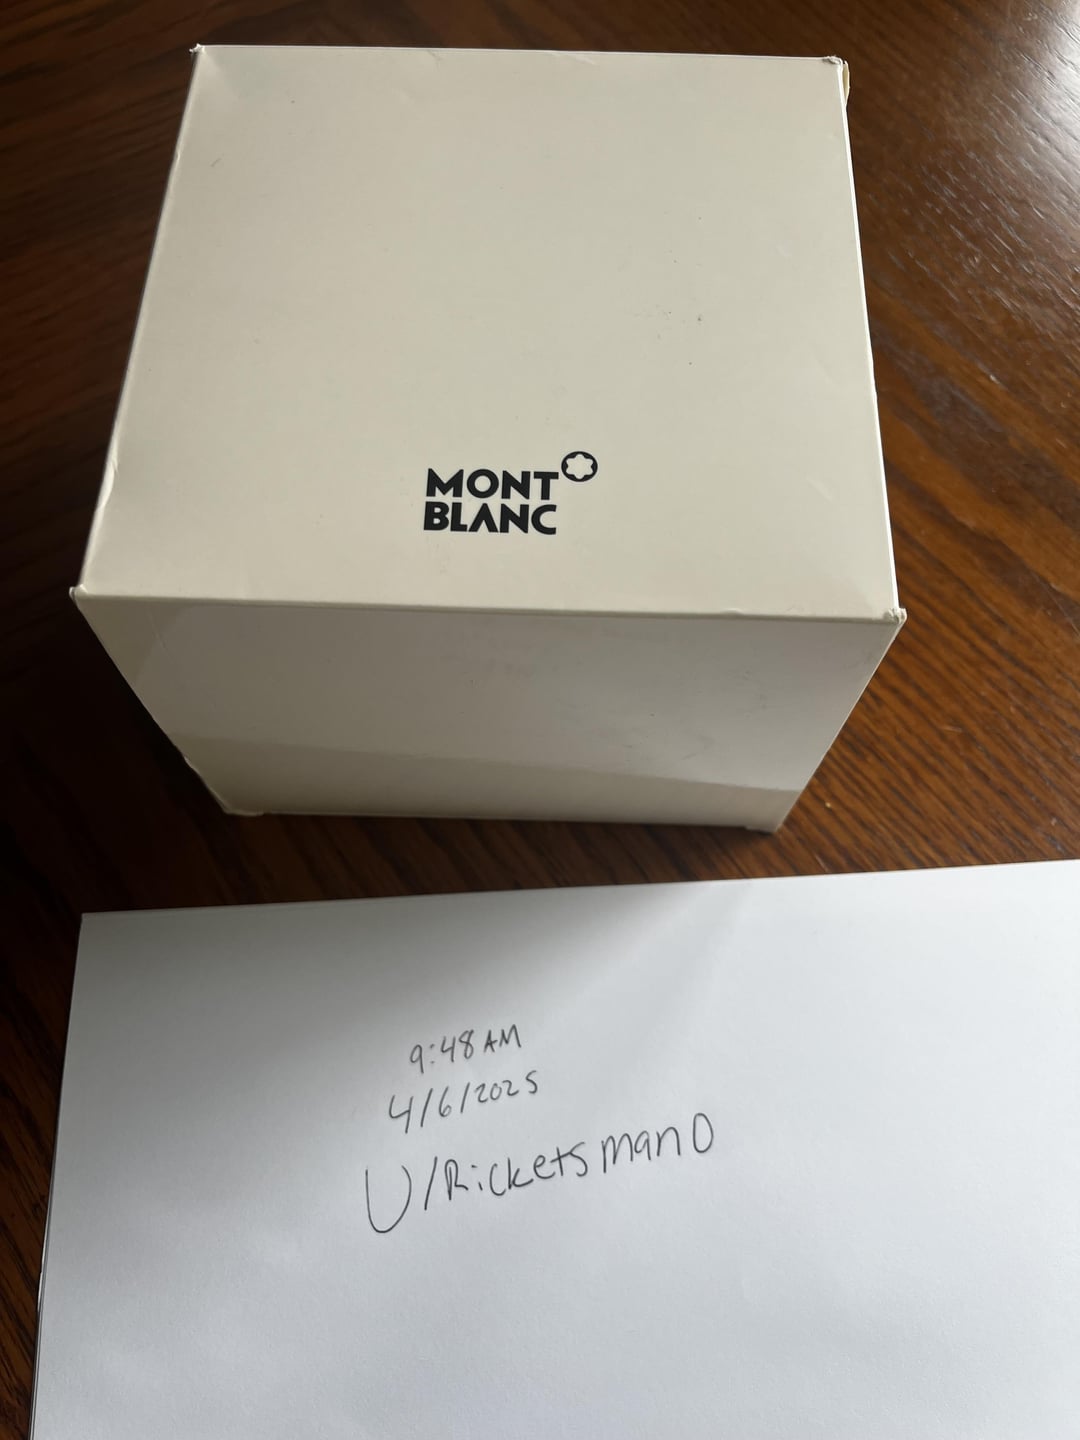 MONT
BLANC
9:48 AM
4/6/2025
U/Ricketsman0